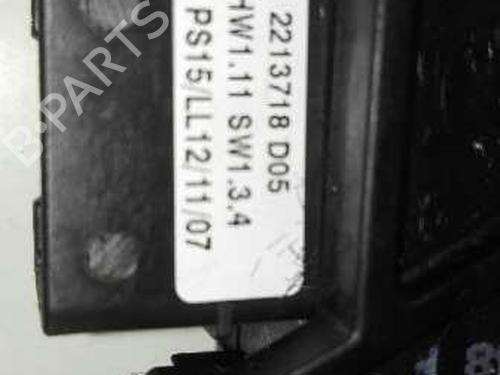 2213718 D05
HW1.11 SW1.3,4
PS15/LL12/11/07
B-PARTS